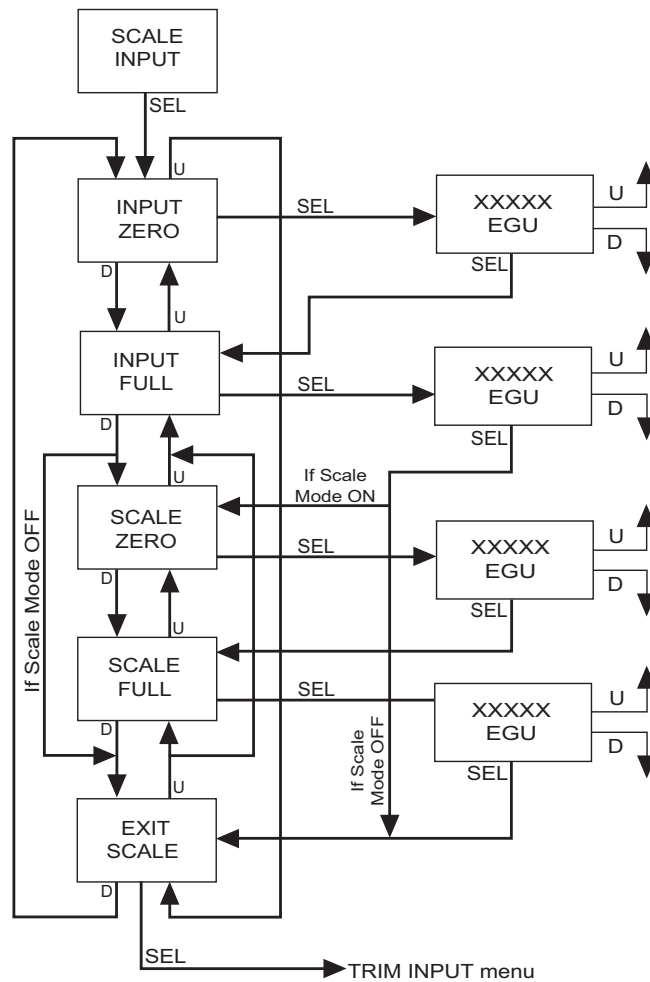 SCALE
INPUT
SEL
U
INPUT
ZERO
SEL
XXXXX
EGU
U
D
SEL
D
U
INPUT
FULL
SEL
XXXXX
EGU
U
D
SEL
D
If Scale
Mode ON
U
SCALE
ZERO
SEL
XXXXX
EGU
U
D
SEL
If Scale Mode OFF
D
U
SCALE
FULL
SEL
XXXXX
EGU
U
D
SEL
D
If Scale
Mode OFF
U
EXIT
SCALE
D
SEL
TRIM INPUT menu